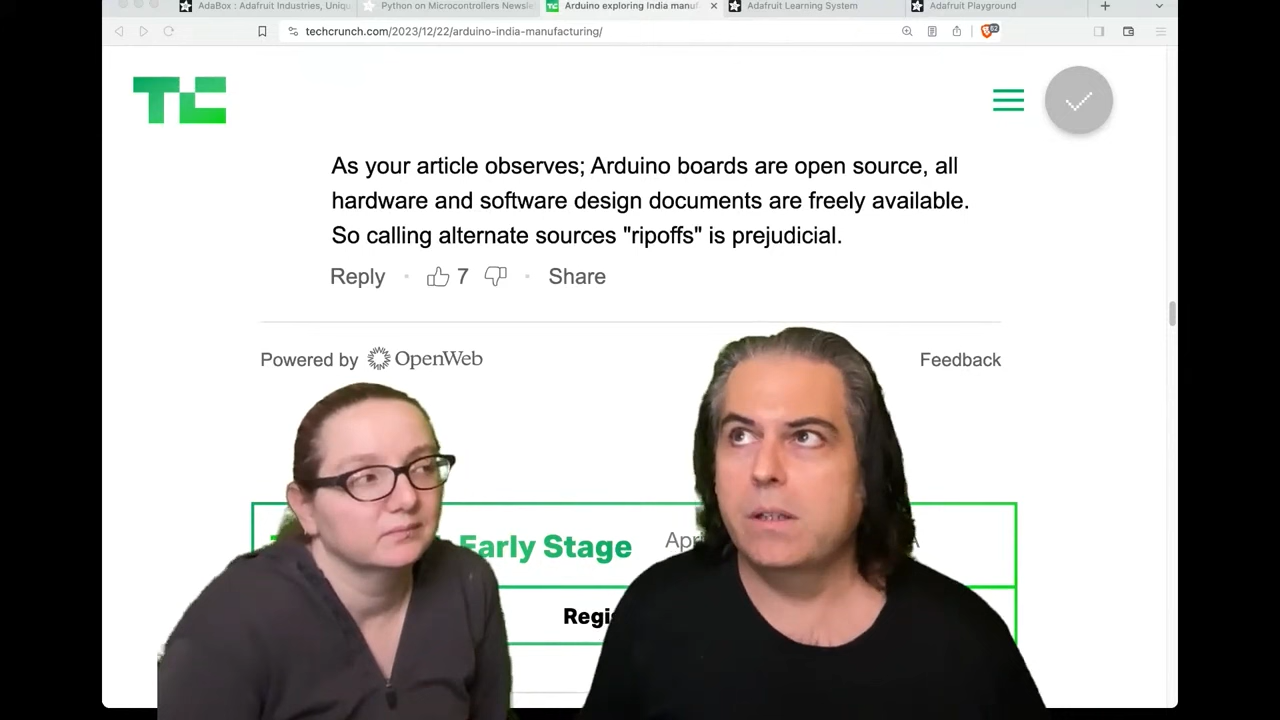 AdaBox : Adafruit Industries, Uniqu
Python on Microcontrollers Newsle
Arduino exploring India manuf
Adafruit Learning System
Adafruit Playground
techcrunch.com/2023/12/22/arduino-india-manufacturing/
TC
As your article observes; Arduino boards are open source, all
hardware and software design documents are freely available.
So calling alternate sources "ripoffs" is prejudicial.
Reply 7 Share
Powered by OpenWeb Feedback
Early Stage Apri
Regi